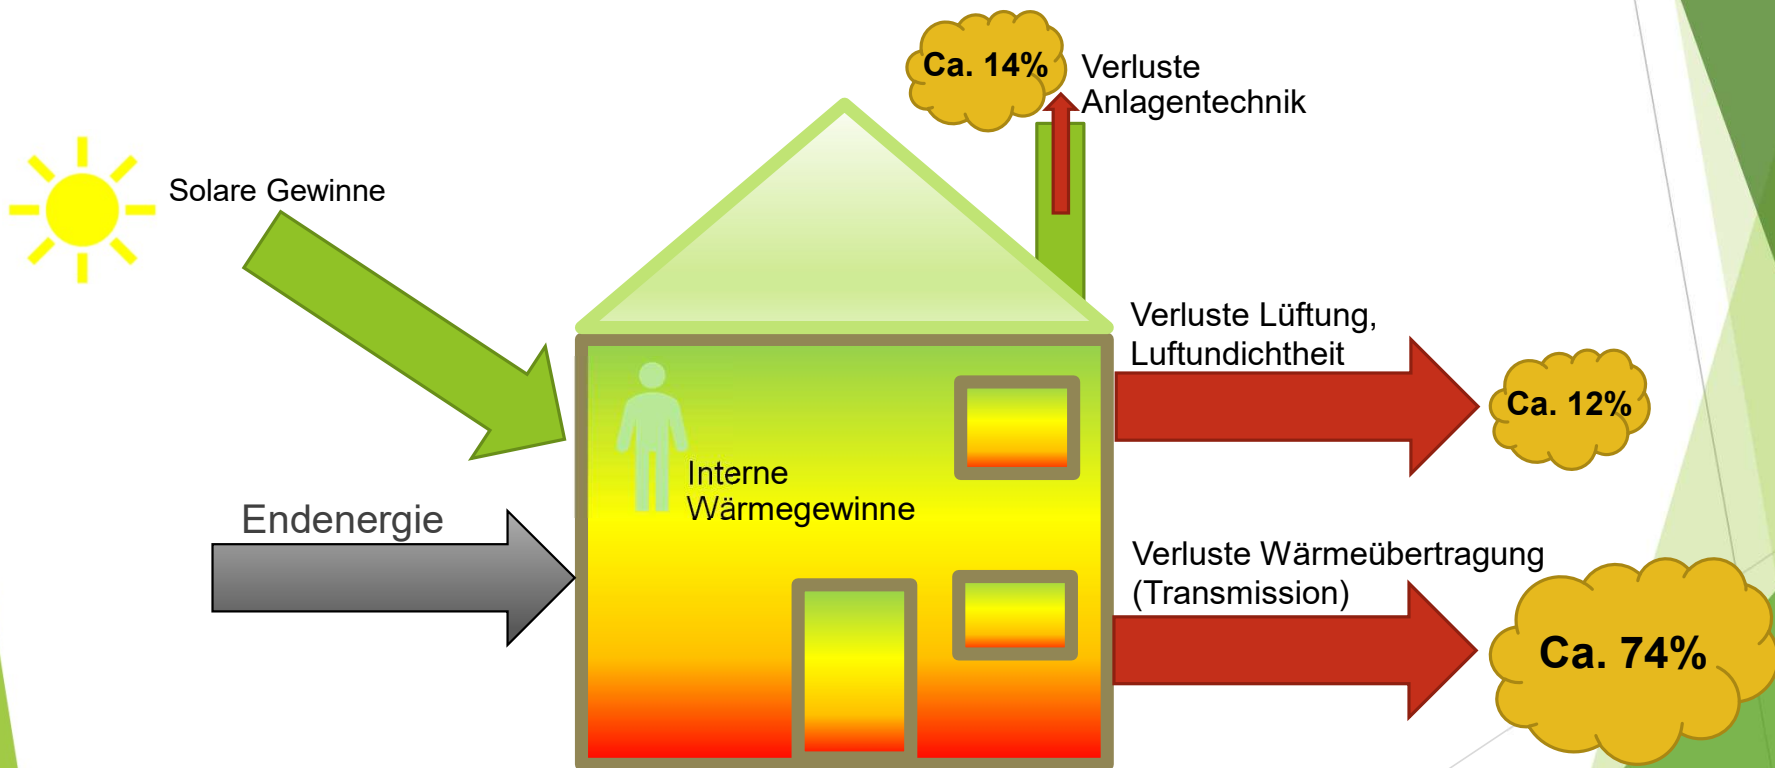 Ca. 14%
Verluste
Anlagentechnik
Solare Gewinne
Verluste Lüftung,
Luftundichtheit
Ca. 12%
Interne
Wärmegewinne
Endenergie
Verluste Wärmeübertragung
(Transmission)
Ca. 74%